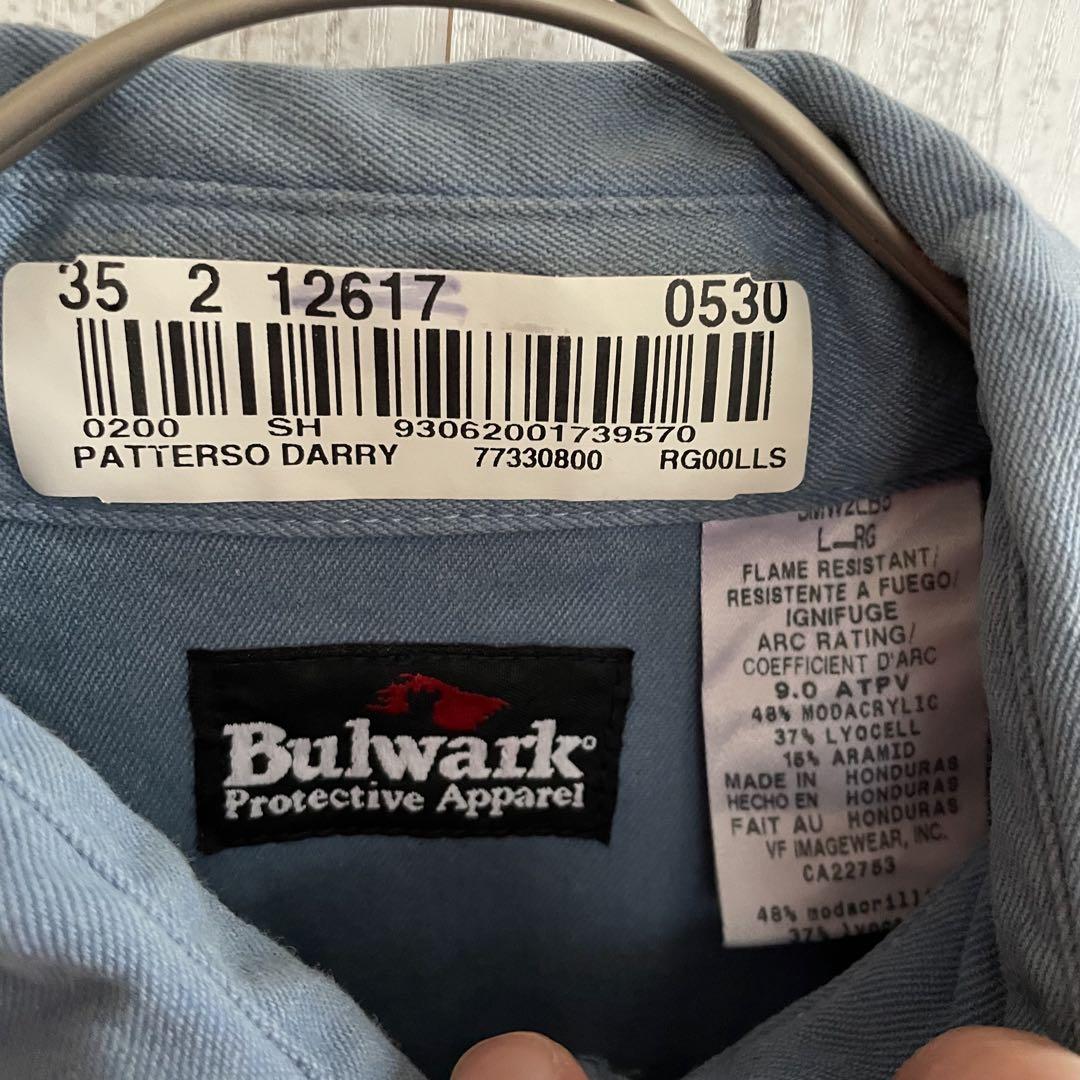 35 2 12617 0530
0200 SH 93062001739570
PATTERSO DARRY 77330800 RG00LLS
L—RG
FLAME RESISTANT/
RESISTENTE A FUEGO/
IGNIFUGE
ARC RATING/
COEFFICIENT D'ARC
9.0 ATPV
48% MODACRYLIC
37% LYOCELL
15% ARAMID
MADE IN HONDURAS
HECHO EN HONDURAS
FAIT AU HONDURAS
VF IMAGEWEAR, INC.
CA22753
48%
37%
Bulwark
Protective Apparel